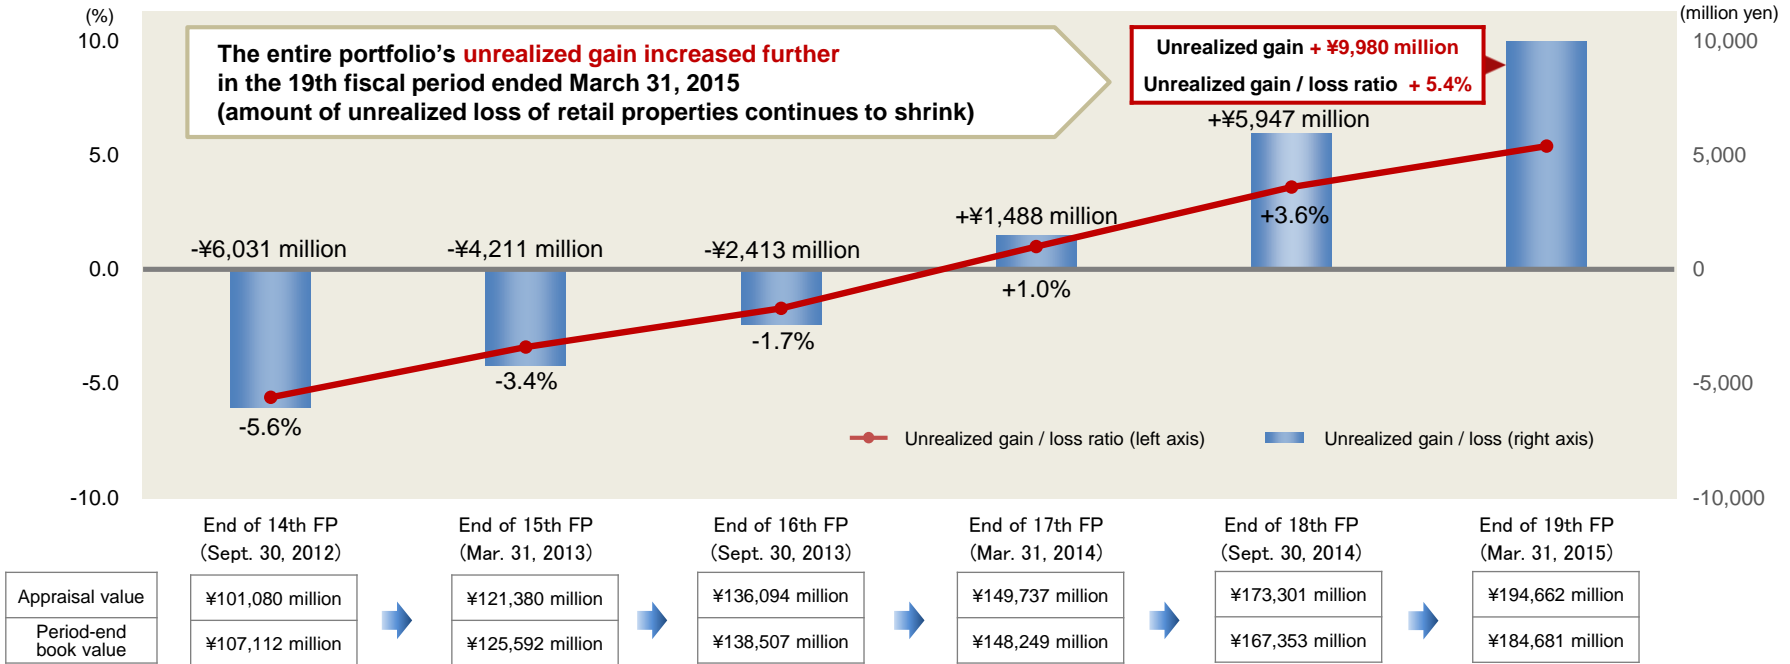 (%)
(million yen)
10.0
5.0
0.0
-5.0
-10.0
10,000
5,000
0
-5,000
-10,000
The entire portfolio's unrealized gain increased further
in the 19th fiscal period ended March 31, 2015
(amount of unrealized loss of retail properties continues to shrink)
Unrealized gain + ¥9,980 million
Unrealized gain / loss ratio + 5.4%
-¥6,031 million
-¥4,211 million
-¥2,413 million
+¥1,488 million
+¥5,947 million
-5.6%
-3.4%
-1.7%
+1.0%
+3.6%
Unrealized gain / loss ratio (left axis)
Unrealized gain / loss (right axis)
End of 14th FP
(Sept. 30, 2012)
End of 15th FP
(Mar. 31, 2013)
End of 16th FP
(Sept. 30, 2013)
End of 17th FP
(Mar. 31, 2014)
End of 18th FP
(Sept. 30, 2014)
End of 19th FP
(Mar. 31, 2015)
Appraisal value
¥101,080 million
¥121,380 million
¥136,094 million
¥149,737 million
¥173,301 million
¥194,662 million
Period-end
book value
¥107,112 million
¥125,592 million
¥138,507 million
¥148,249 million
¥167,353 million
¥184,681 million